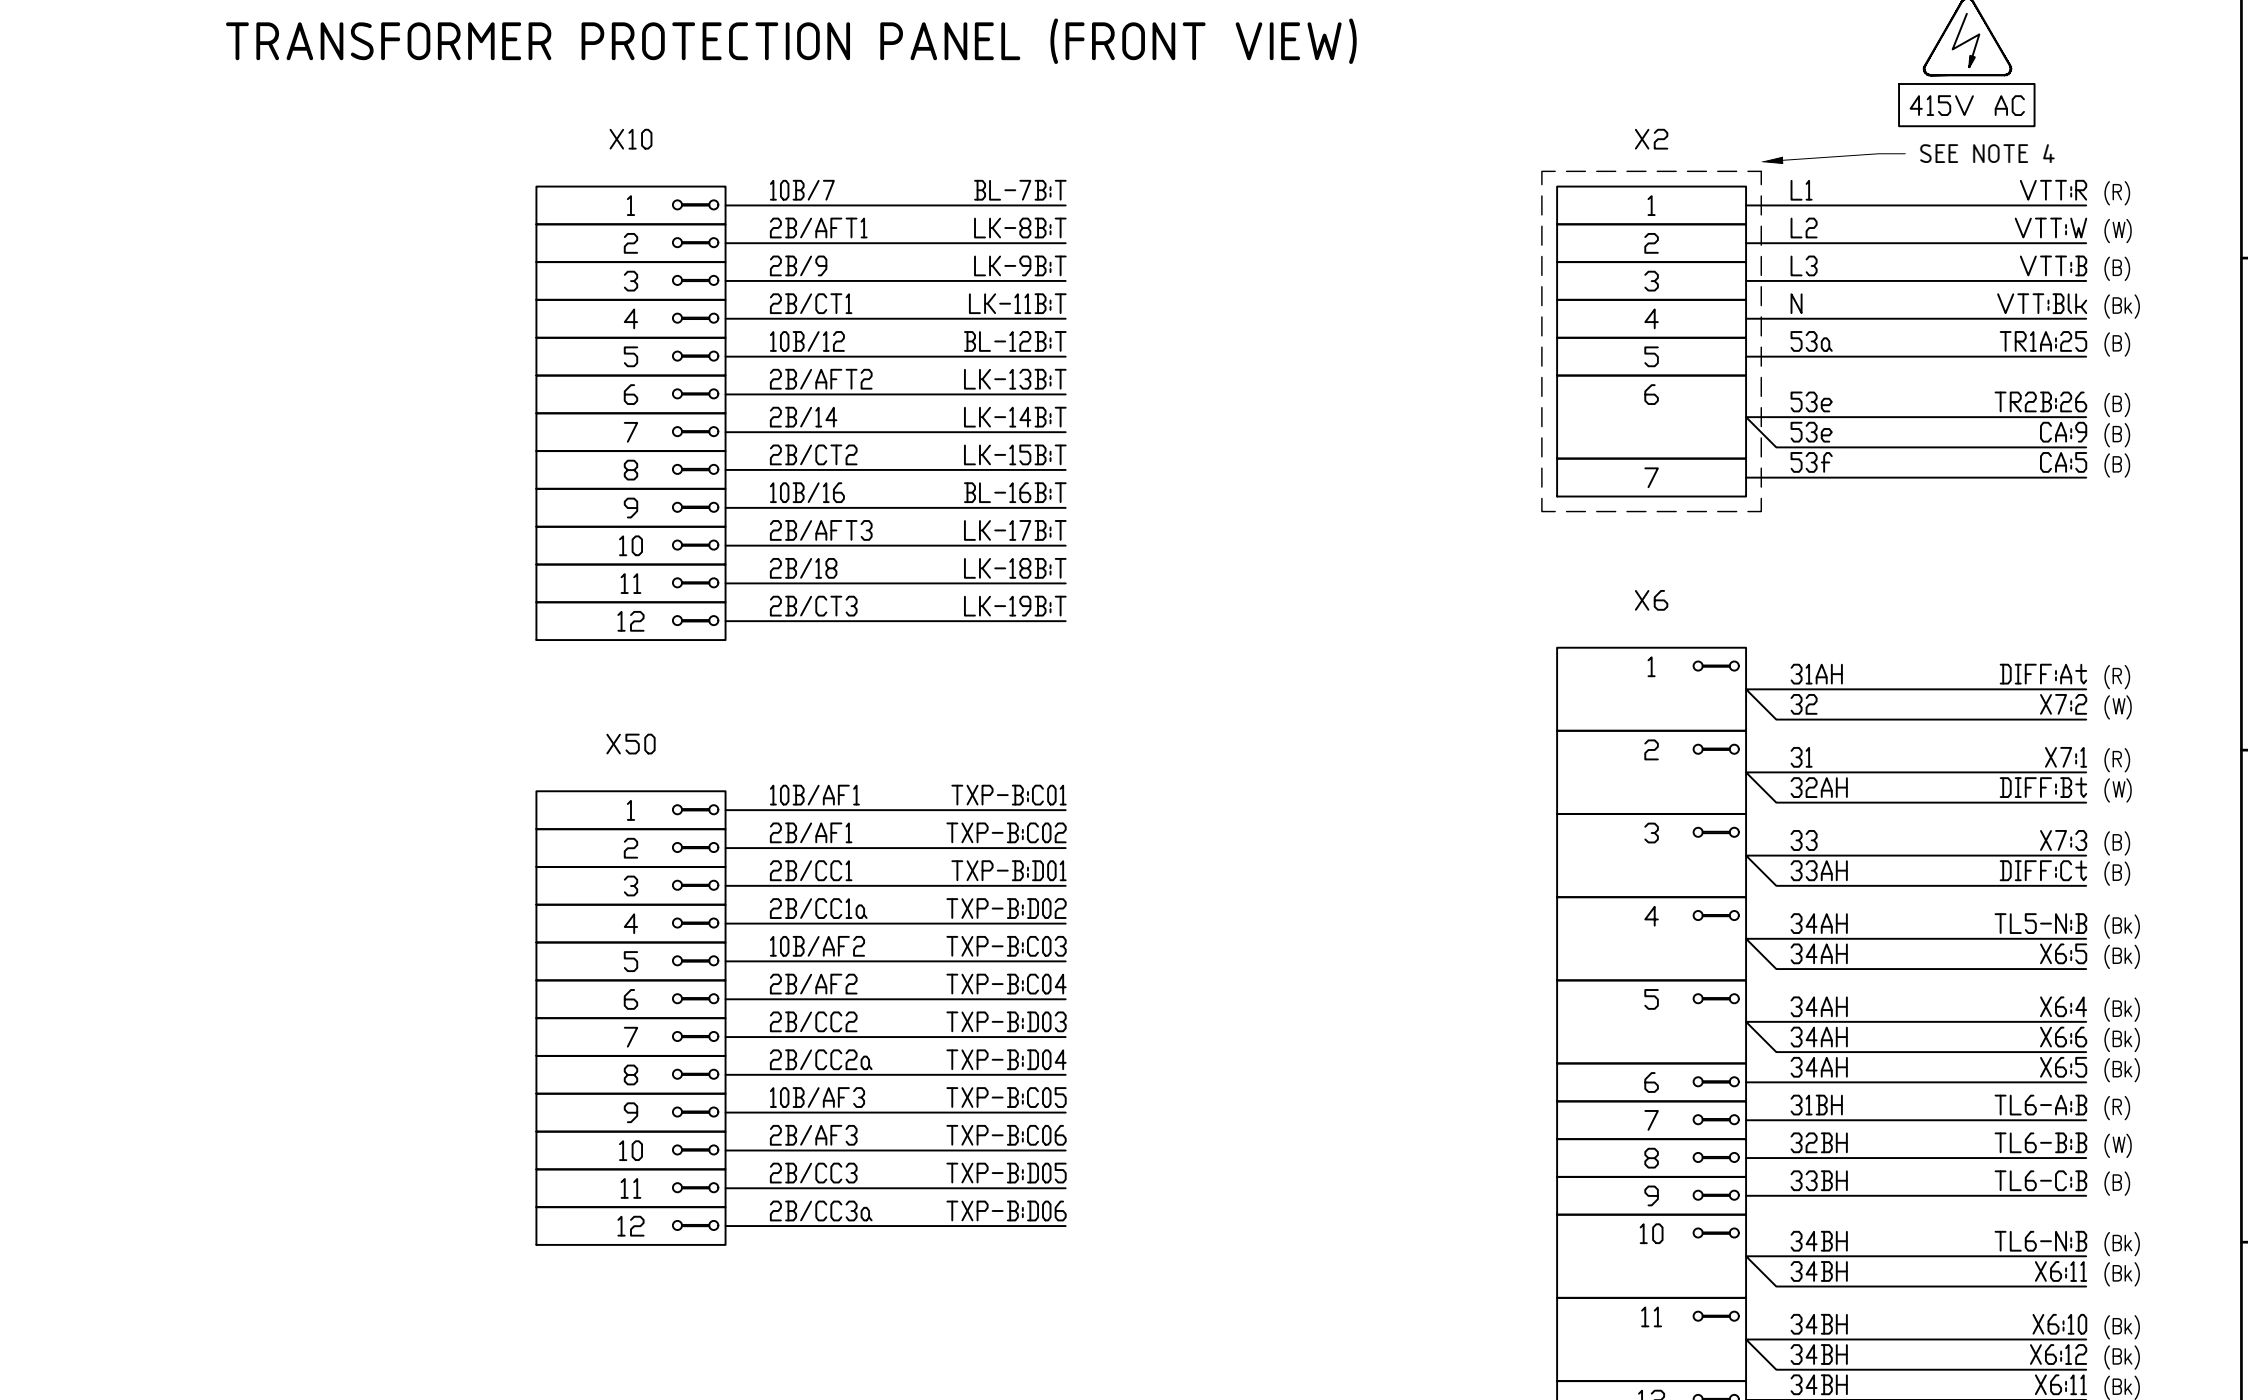 TRANSFORMER PROTECTION PANEL (FRONT VIEW)
415V AC
SEE NOTE 4
X10
1 10B/7 BL-7B:T
2 2B/AFT1 LK-8B:T
3 2B/9 LK-9B:T
4 2B/CT1 LK-11B:T
5 10B/12 BL-12B:T
6 2B/AFT2 LK-13B:T
7 2B/14 LK-14B:T
8 2B/CT2 LK-15B:T
9 10B/16 BL-16B:T
10 2B/AFT3 LK-17B:T
11 2B/18 LK-18B:T
12 2B/CT3 LK-19B:T
X50
1 10B/AF1 TXP-B:C01
2 2B/AF1 TXP-B:C02
3 2B/CC1 TXP-B:D01
4 2B/CC1a TXP-B:D02
5 10B/AF2 TXP-B:C03
6 2B/AF2 TXP-B:C04
7 2B/CC2 TXP-B:D03
8 2B/CC2a TXP-B:D04
9 10B/AF3 TXP-B:C05
10 2B/AF3 TXP-B:C06
11 2B/CC3 TXP-B:D05
12 2B/CC3a TXP-B:D06
X2
1 L1 VTT:R (R)
2 L2 VTT:W (W)
3 L3 VTT:B (B)
4 N VTT:Blk (Bk)
5 53a TR1A:25 (B)
6 53e TR2B:26 (B)
53e CA:9 (B)
7 53f CA:5 (B)
X6
1 31AH DIFF:At (R)
32 X7:2 (W)
2 31 X7:1 (R)
32AH DIFF:Bt (W)
3 33 X7:3 (B)
33AH DIFF:Ct (B)
4 34AH TL5-N:B (Bk)
34AH X6:5 (Bk)
5 34AH X6:4 (Bk)
34AH X6:6 (Bk)
6 34AH X6:5 (Bk)
7 31BH TL6-A:B (R)
8 32BH TL6-B:B (W)
9 33BH TL6-C:B (B)
10 34BH TL6-N:B (Bk)
34BH X6:11 (Bk)
11 34BH X6:10 (Bk)
34BH X6:12 (Bk)
12 34BH X6:11 (Bk)